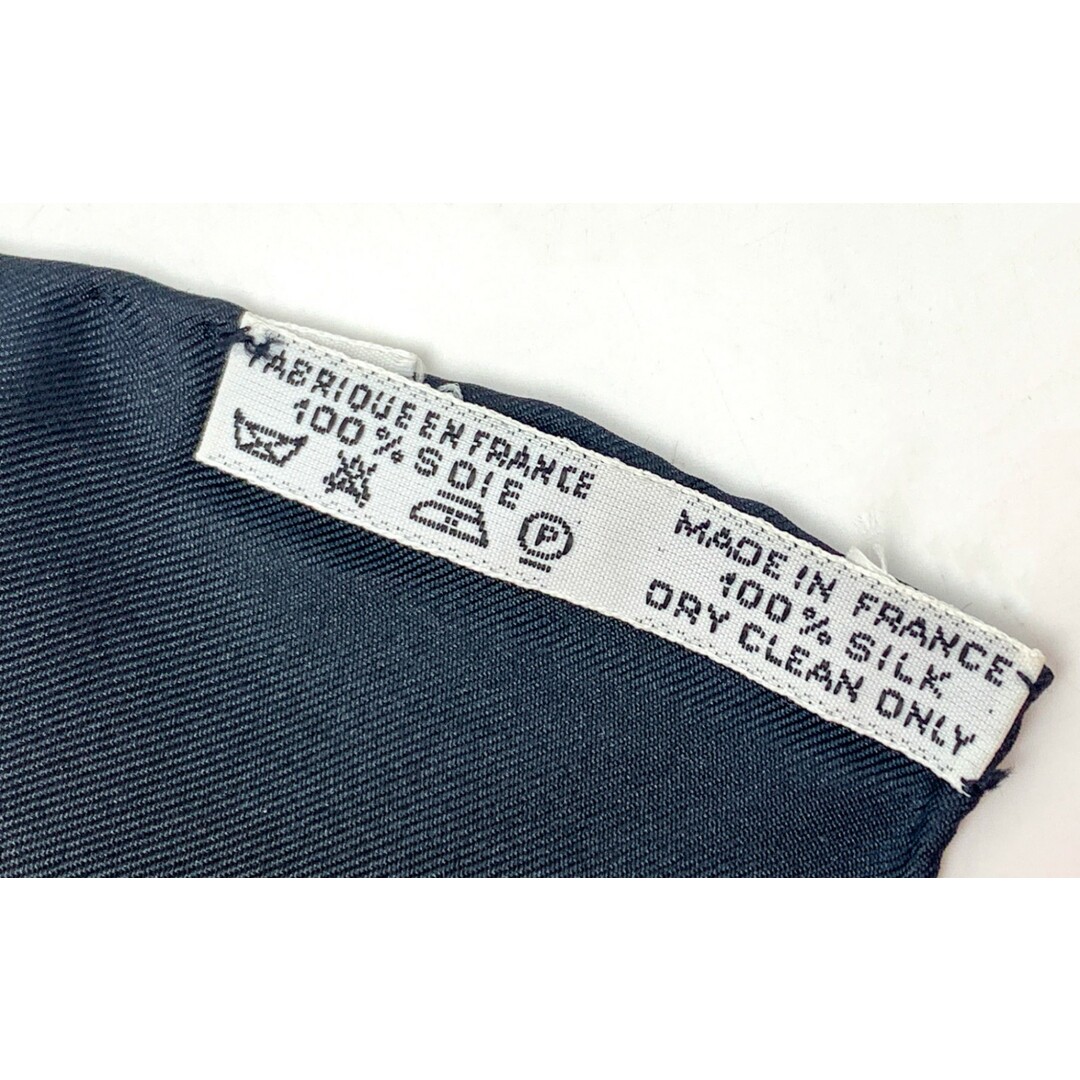 FABRIQUE EN FRANCE
100% SOIE
P
MADE IN FRANCE
100% SILK
DRY CLEAN ONLY